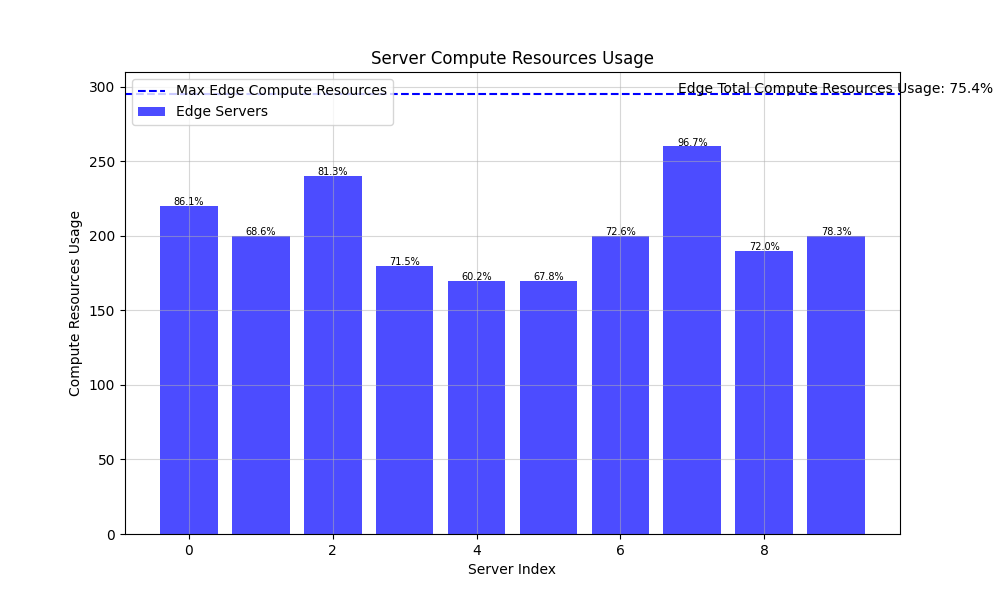 Server Compute Resources Usage
Max Edge Compute Resources
Edge Servers
Edge Total Compute Resources Usage: 75.4%
300
250
200
150
100
50
0
Compute Resources Usage
86.1%
68.6%
81.3%
71.5%
60.2%
67.8%
72.6%
96.7%
72.0%
78.3%
0 2 4 6 8
Server Index